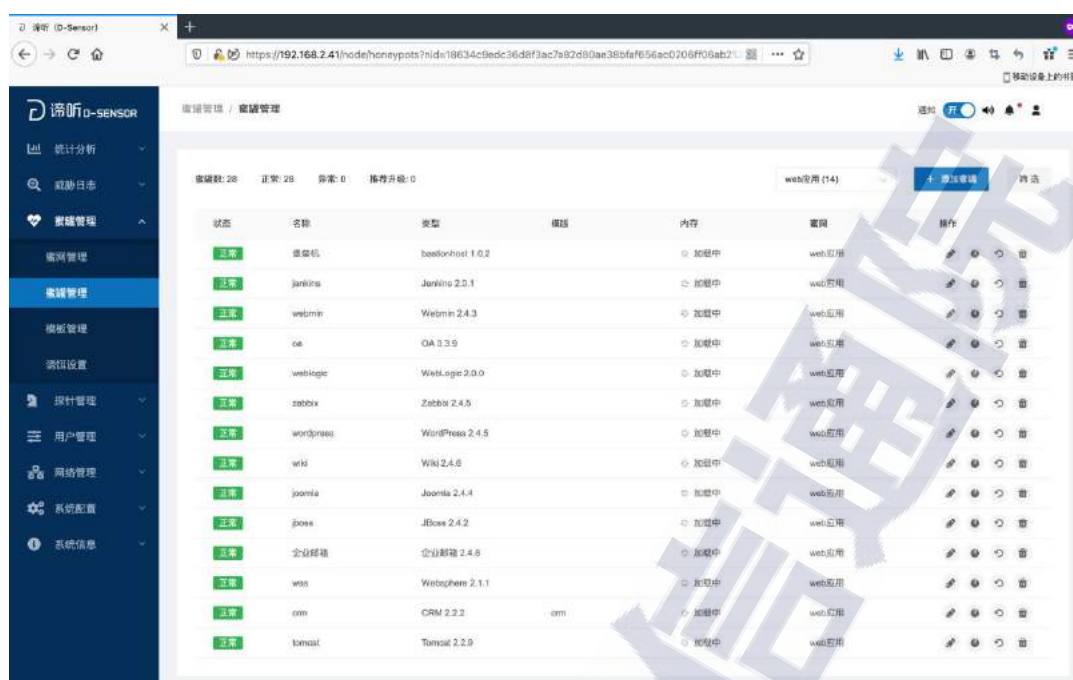 谛听 (D-Sensor)
谛听D-SENSOR
蜜罐管理 / 蜜罐管理
通知 开
统计分析
威胁日志
蜜罐管理
蜜网管理
蜜罐管理
模板管理
诱饵设置
探针管理
用户管理
网络管理
系统配置
系统信息
蜜罐数: 28 正常: 28 异常: 0 推荐升级: 0
web应用 (14) + 添加蜜罐 筛选
状态 名称 类型 模版 内存 蜜网 操作
正常 堡垒机 bastionhost 1.0.2 加载中 web应用
正常 jenkins Jenkins 2.0.1 加载中 web应用
正常 webmin Webmin 2.4.3 加载中 web应用
正常 oa OA 3.3.9 加载中 web应用
正常 weblogic WebLogic 2.0.0 加载中 web应用
正常 zabbix Zabbix 2.4.5 加载中 web应用
正常 wordpress WordPress 2.4.5 加载中 web应用
正常 wiki Wiki 2.4.6 加载中 web应用
正常 joomla Joomla 2.4.4 加载中 web应用
正常 jboss JBoss 2.4.2 加载中 web应用
正常 企业邮箱 企业邮箱 2.4.8 加载中 web应用
正常 was Websphere 2.1.1 加载中 web应用
正常 crm CRM 2.2.2 crm 加载中 web应用
正常 tomcat Tomcat 2.2.9 加载中 web应用
信通院